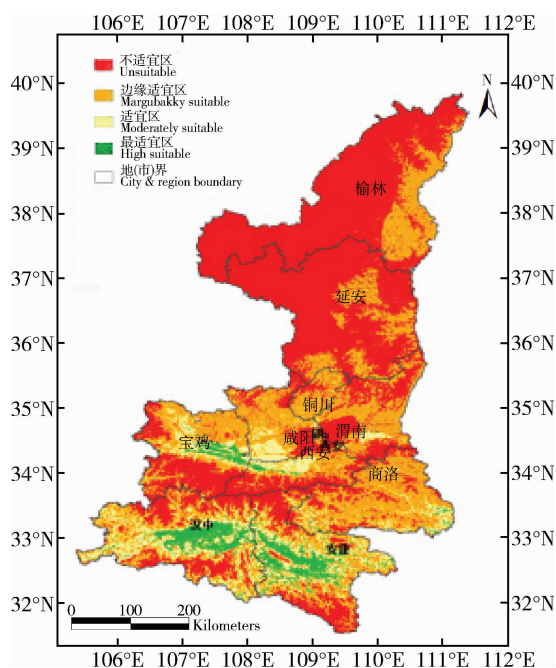 106°E 107°E 108°E 109°E 110°E 111°E 112°E
40°N
39°N
38°N
37°N
36°N
35°N
34°N
33°N
32°N
不适宜区
Unsuitable
边缘适宜区
Margubakky suitable
适宜区
Moderately suitable
最适宜区
High suitable
地(市)界
City & region boundary
N
榆林
延安
铜川
宝鸡
咸阳
渭南
西安
商洛
汉中
0 100 200
Kilometers
40°N
39°N
38°N
37°N
36°N
35°N
34°N
33°N
32°N
106°E 107°E 108°E 109°E 110°E 111°E 112°E